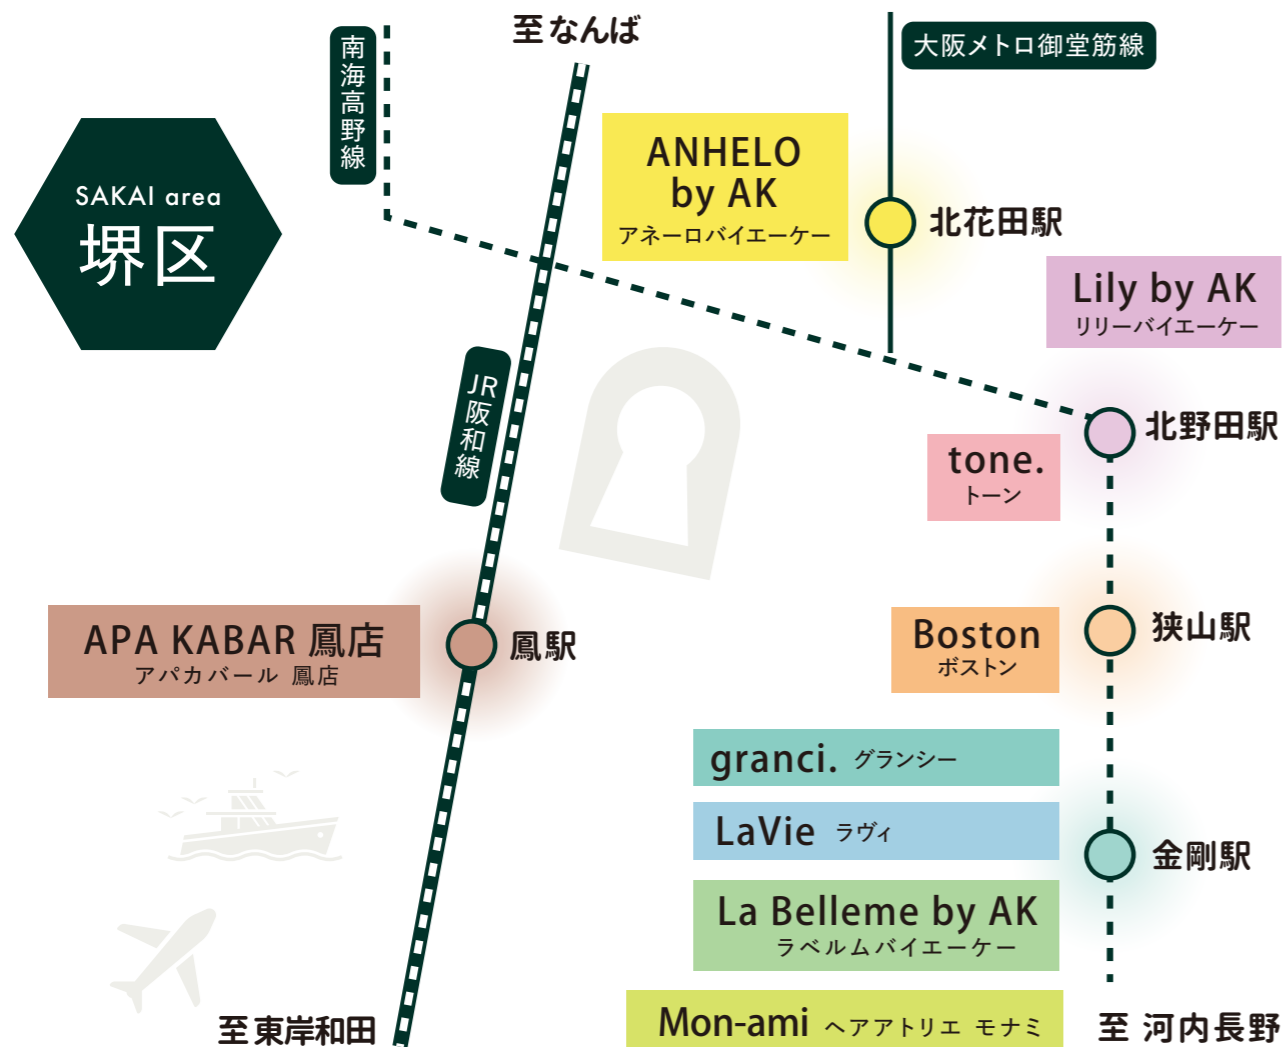 至なんば
南海高野線
大阪メトロ御堂筋線
SAKAI area
堺区
ANHELO
by AK
アネーロバイエーケー
北花田駅
Lily by AK
リリーバイエーケー
JR阪和線
北野田駅
tone.
トーン
APA KABAR 鳳店
アパカバール 鳳店
鳳駅
Boston
ボストン
狭山駅
granci. グランシー
LaVie ラヴィ
金剛駅
La Belleme by AK
ラベルムバイエーケー
Mon-ami ヘアアトリエ モナミ
至東岸和田
至 河内長野